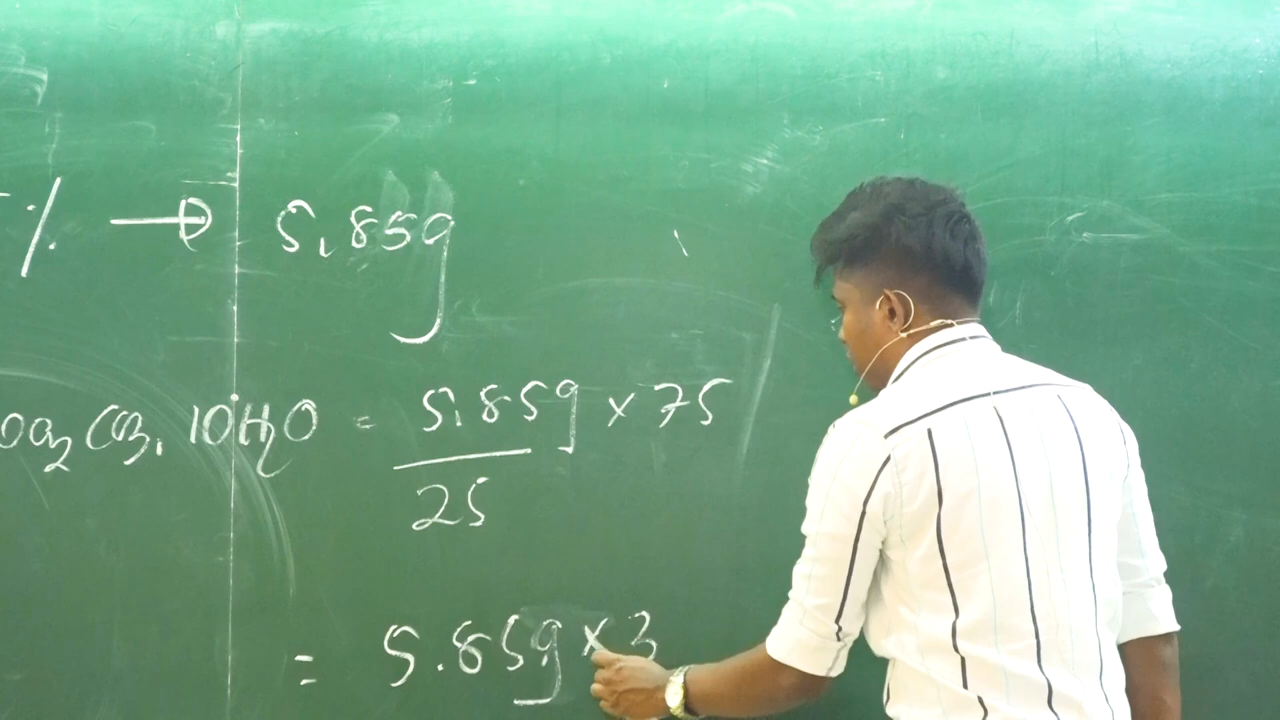 % → 5.85g
Na₂CO₃. 10H₂O = 5.85g/25 × 75
= 5.85g × 3